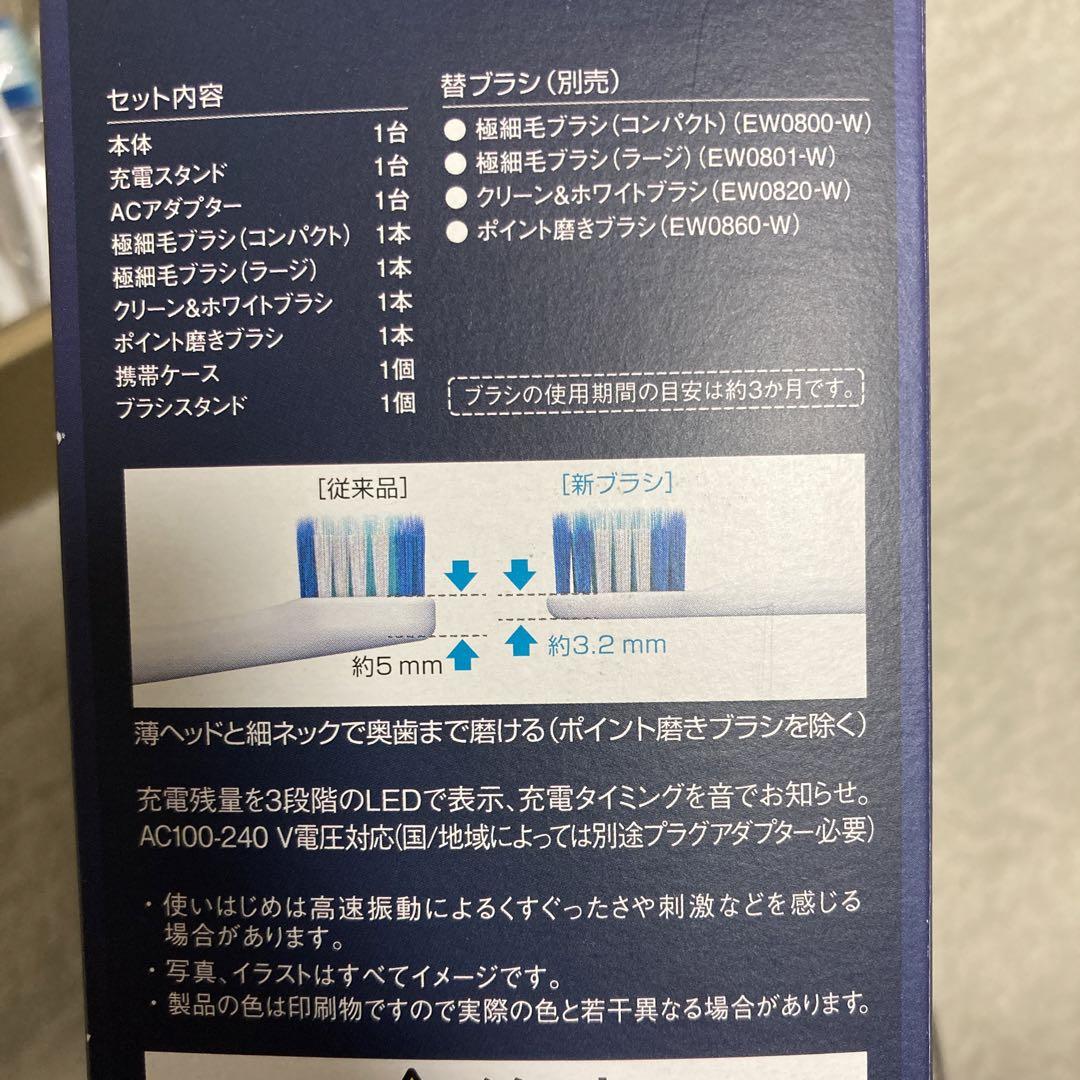 セット内容
本体 1台
充電スタンド 1台
ACアダプター 1台
極細毛ブラシ(コンパクト) 1本
極細毛ブラシ(ラージ) 1本
クリーン&ホワイトブラシ 1本
ポイント磨きブラシ 1本
携帯ケース 1個
ブラシスタンド 1個
替ブラシ(別売)
● 極細毛ブラシ(コンパクト)(EW0800-W)
● 極細毛ブラシ(ラージ)(EW0801-W)
● クリーン&ホワイトブラシ(EW0820-W)
● ポイント磨きブラシ(EW0860-W)
ブラシの使用期間の目安は約3か月です。
[従来品]
[新ブラシ]
約5 mm
約3.2 mm
薄ヘッドと細ネックで奥歯まで磨ける(ポイント磨きブラシを除く)
充電残量を3段階のLEDで表示、充電タイミングを音でお知らせ。
AC100-240 V電圧対応(国/地域によっては別途プラグアダプター必要)
・使いはじめは高速振動によるくすぐったさや刺激などを感じる
場合があります。
・写真、イラストはすべてイメージです。
・製品の色は印刷物ですので実際の色と若干異なる場合があります。